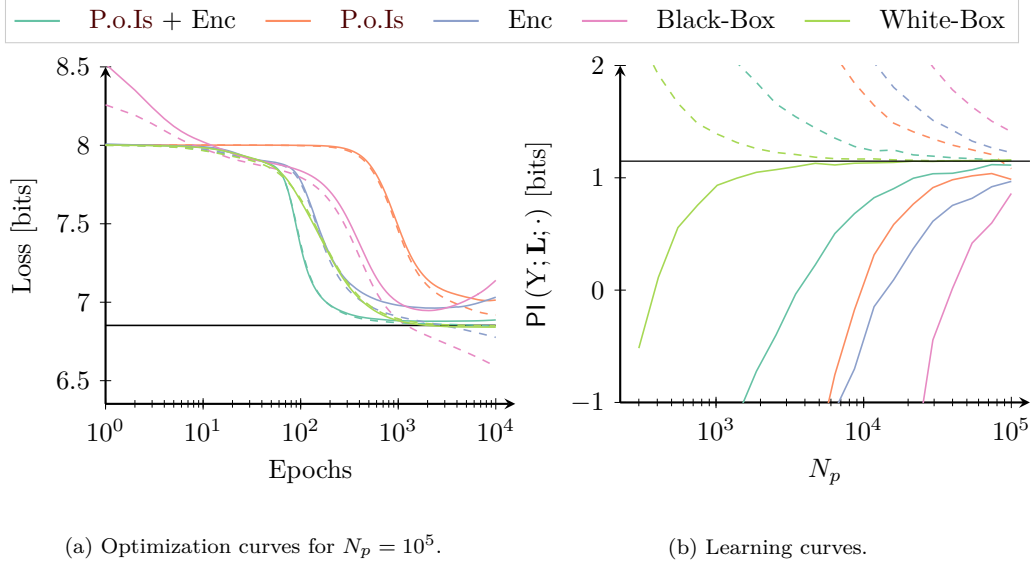 P.o.Is + Enc P.o.Is Enc Black-Box White-Box
8.5
8
7.5
7
6.5
Loss [bits]
10^0 10^1 10^2 10^3 10^4
Epochs
(a) Optimization curves for N_p = 10^5.
2
1
0
−1
PI (Y; L; ·) [bits]
10^3 10^4 10^5
N_p
(b) Learning curves.